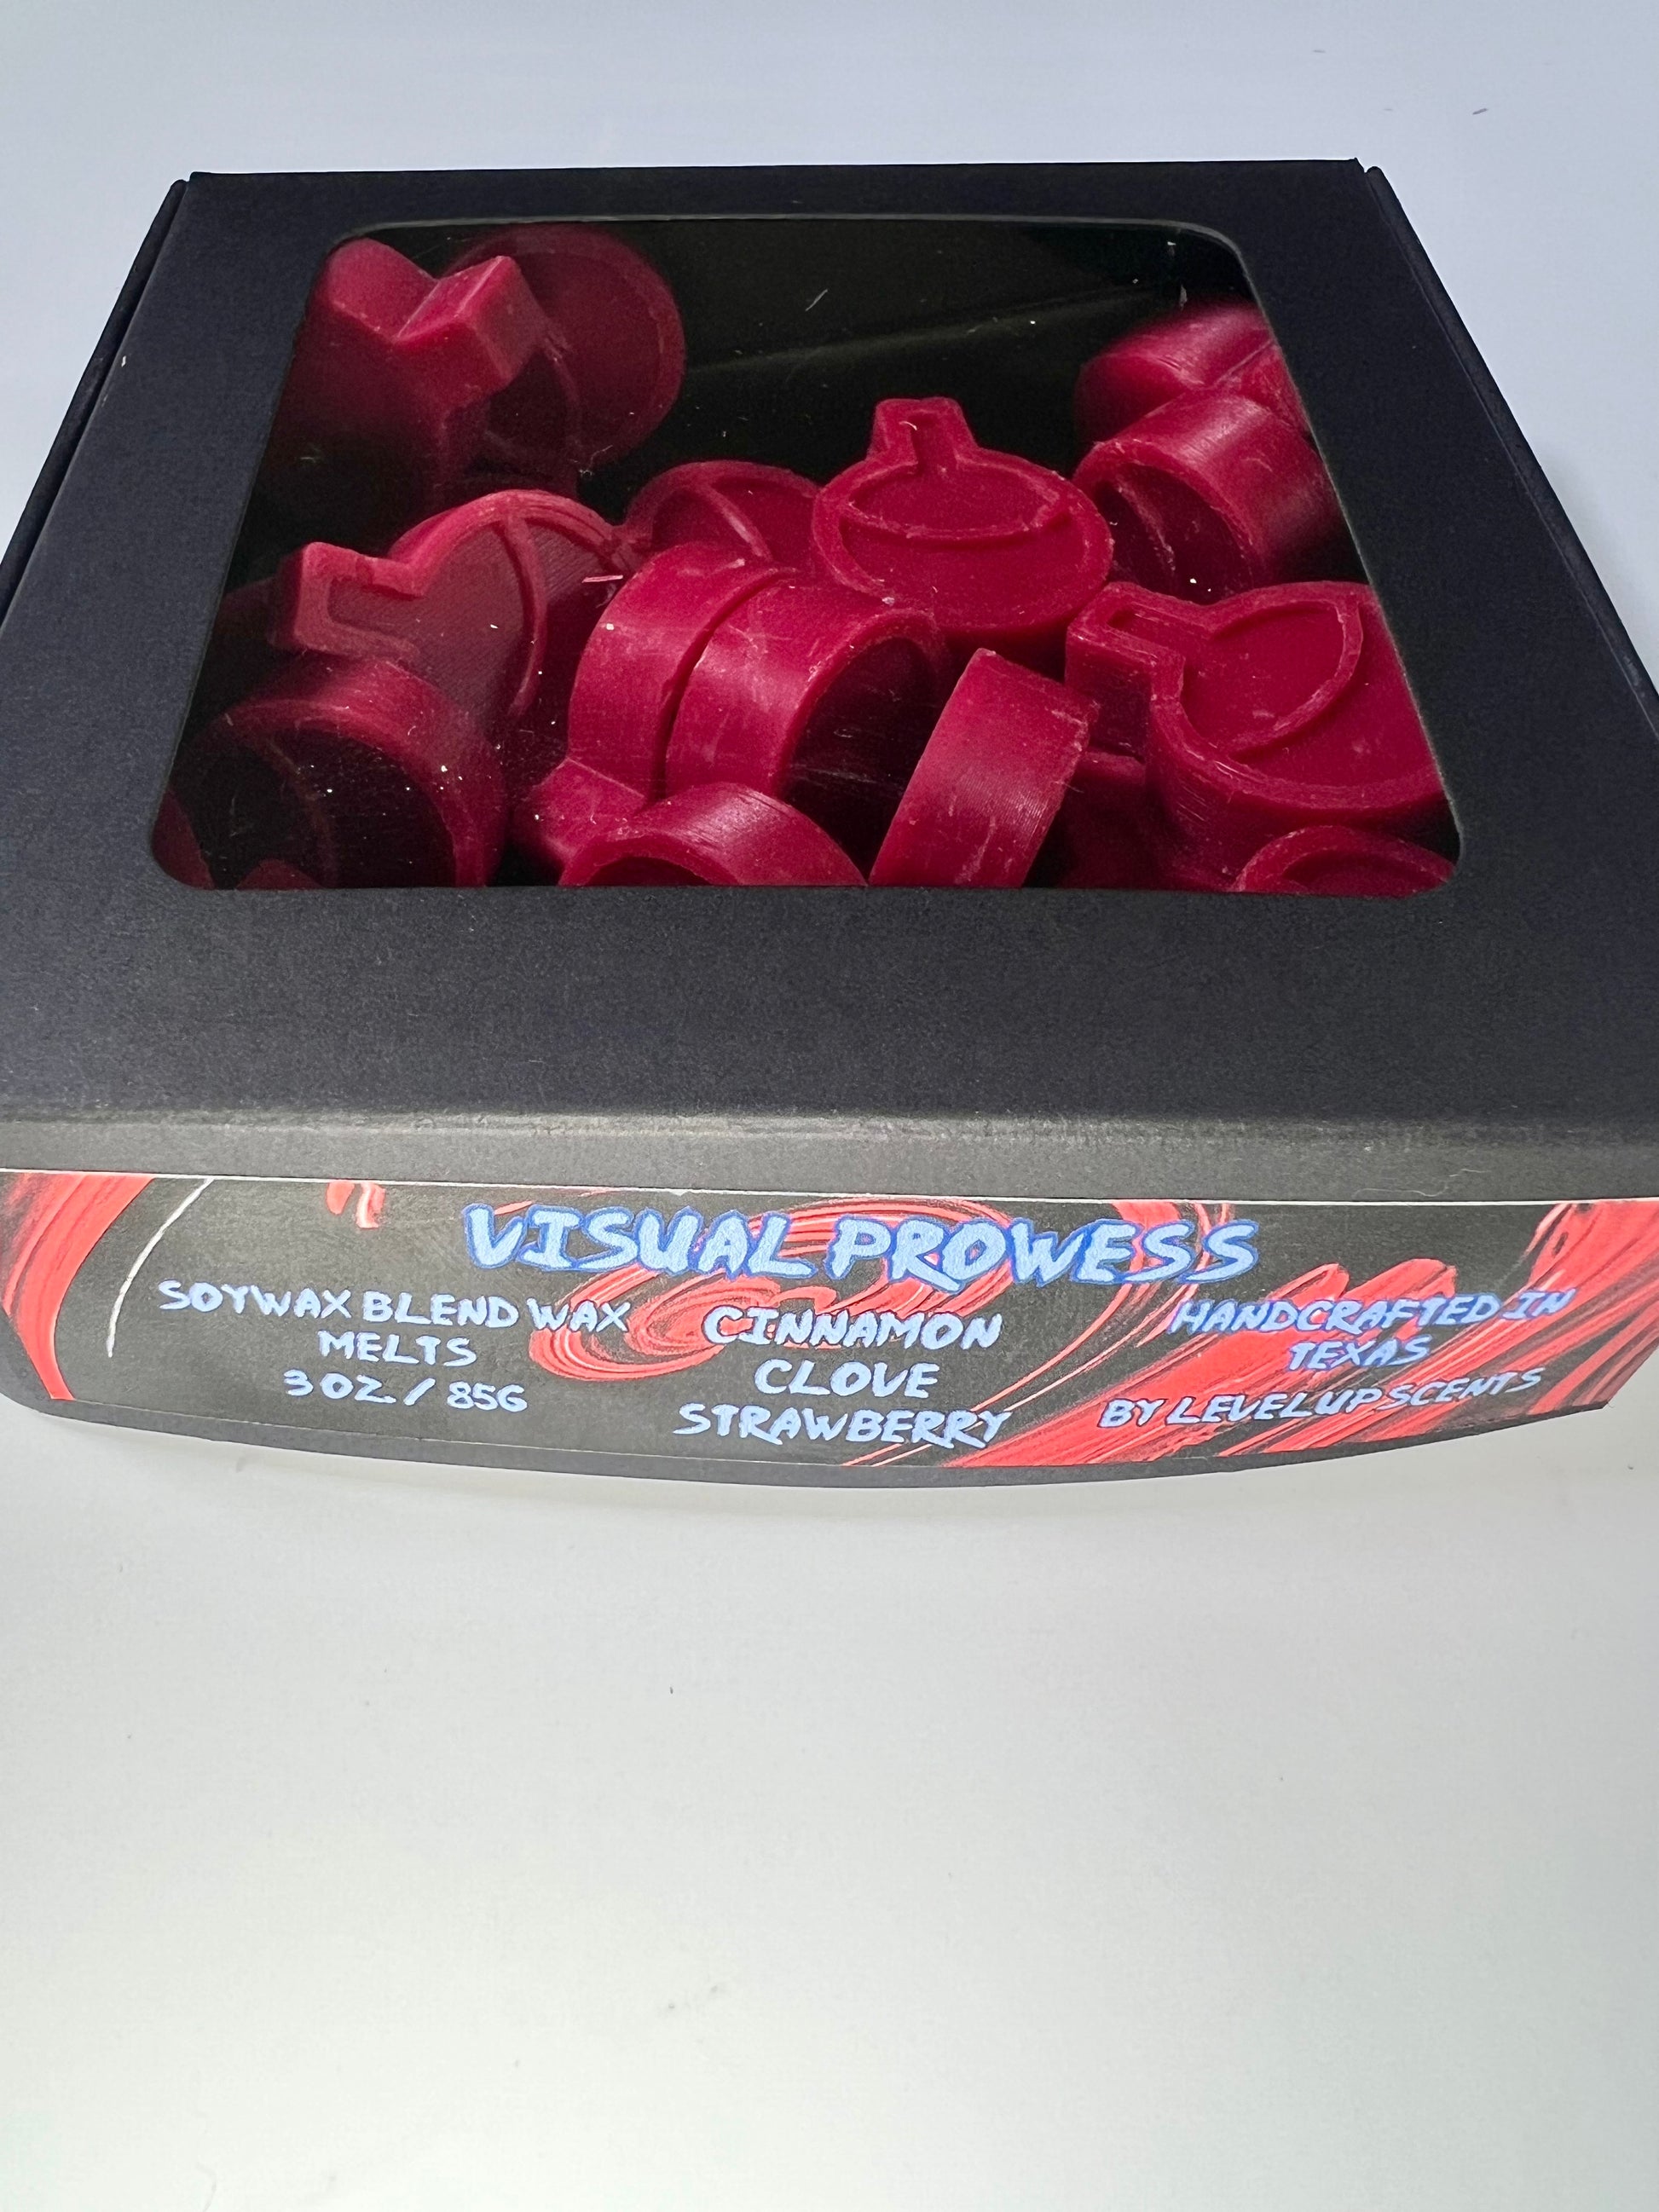 VISUAL PROWESS
SOYWAX BLEND WAX
MELTS
3 OZ / 85G
CINNAMON
CLOVE
STRAWBERRY
HANDCRAFTED IN
TEXAS
BY LEVELUPSCENTS